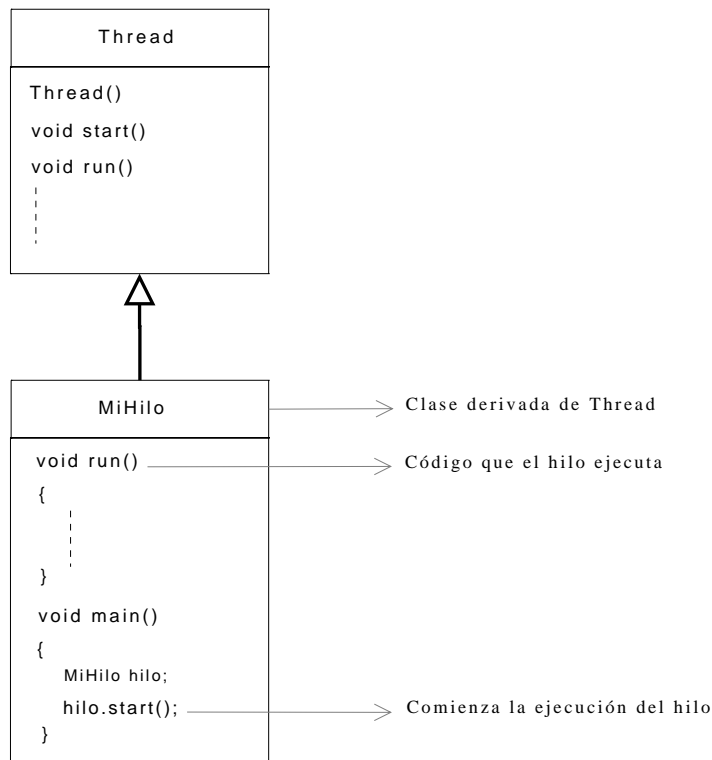 Thread
Thread()
void start()
void run()
MiHilo
Clase derivada de Thread
void run()
Código que el hilo ejecuta
{
}
void main()
{
MiHilo hilo;
hilo.start();
Comienza la ejecución del hilo
}